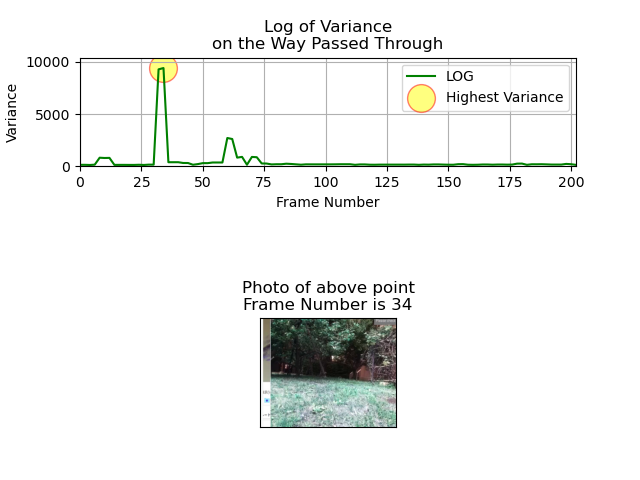 Log of Variance
on the Way Passed Through
10000
5000
0
Variance
LOG
Highest Variance
0 25 50 75 100 125 150 175 200
Frame Number
Photo of above point
Frame Number is 34